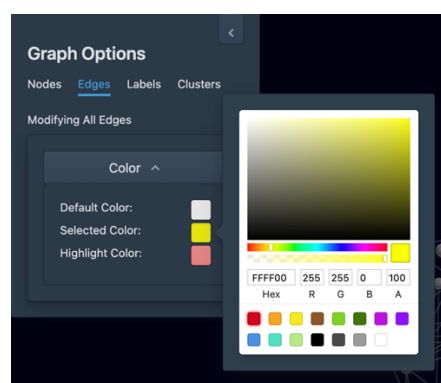 Graph Options
Nodes Edges Labels Clusters
Modifying All Edges
Color
Default Color:
Selected Color:
Highlight Color:
FFFF00 255 255 0 100
Hex R G B A